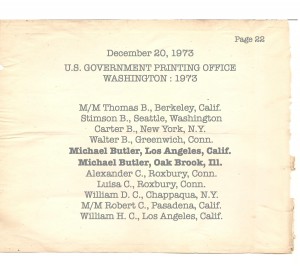 Page 22
December 20, 1973
U.S. GOVERNMENT PRINTING OFFICE
WASHINGTON : 1973
M/M Thomas B., Berkeley, Calif.
Stimson B., Seattle, Washington
Carter B., New York, N.Y.
Walter B., Greenwich, Conn.
Michael Butler, Los Angeles, Calif.
Michael Butler, Oak Brook, Ill.
Alexander C., Roxbury, Conn.
Luisa C., Roxbury, Conn.
William D. C., Chappaqua, N.Y.
M/M Robert C., Pasadena, Calif.
William H. C., Los Angeles, Calif.